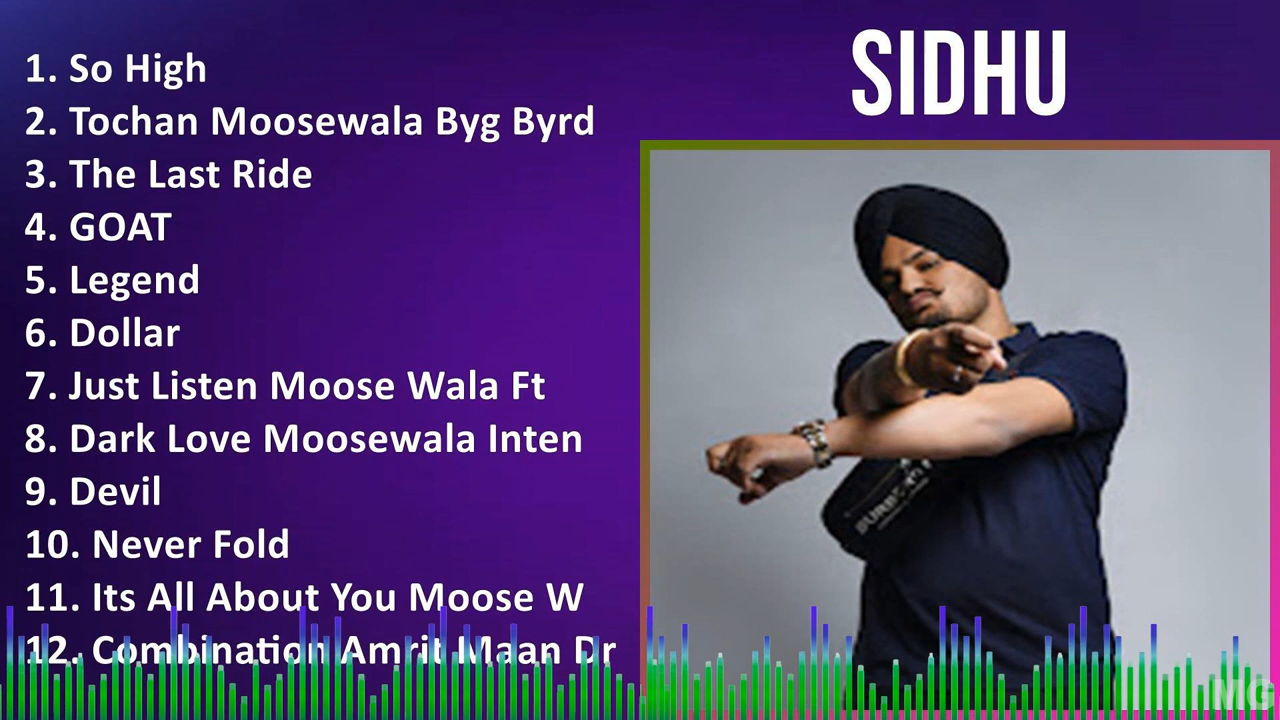 SIDHU
1. So High
2. Tochan Moosewala Byg Byrd
3. The Last Ride
4. GOAT
5. Legend
6. Dollar
7. Just Listen Moose Wala Ft
8. Dark Love Moosewala Inten
9. Devil
10. Never Fold
11. Its All About You Moose W
12. Combination Amrit Maan Dr
MG